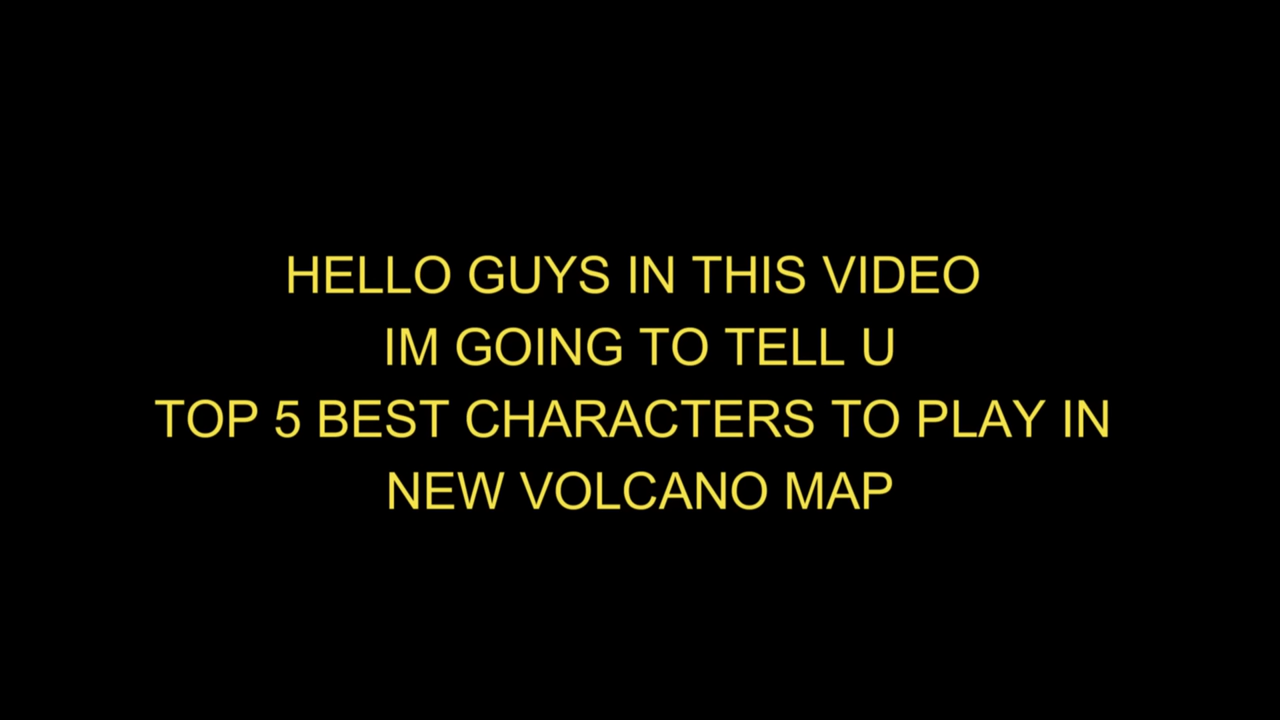 HELLO GUYS IN THIS VIDEO
IM GOING TO TELL U
TOP 5 BEST CHARACTERS TO PLAY IN
NEW VOLCANO MAP